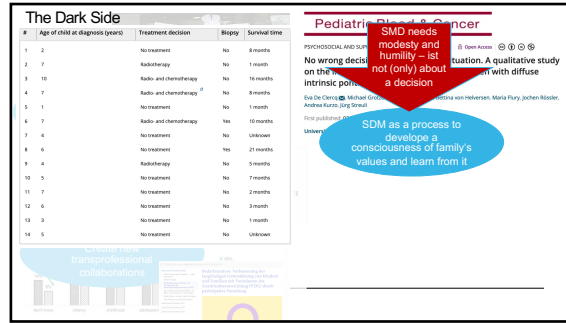 The Dark Side
# Age of child at diagnosis (years) Treatment decision Biopsy Survival time
1 2 No treatment No 8 months
2 7 Radiotherapy No 1 month
3 10 Radio- and chemotherapy No 16 months
4 7 Radio- and chemotherapy No 8 months
5 1 No treatment No 1 month
6 7 Radio- and chemotherapy Yes 10 months
7 4 No treatment No Unknown
8 6 No treatment Yes 21 months
9 4 Radiotherapy No 5 months
10 5 No treatment No 7 months
11 7 No treatment No 2 months
12 6 No treatment No 3 month
13 3 No treatment No 1 month
14 5 No treatment No Unknown
Create new
transprofessional
collaborations
Pediatric Blood & Cancer
PSYCHOSOCIAL AND Open Access
SMD needs
modesty and
humility – ist
not (only) about
a decision
No wrong situation. A qualitative study
on the with diffuse
intrinsic
Eva De Clercq, Michael Bettina von Helversen, Maria Flury, Jochen Rössler,
Andrea Kurzo, Jürg Streuli
First published:
SDM as a process to
develope a
consciousness of family's
values and learn from it